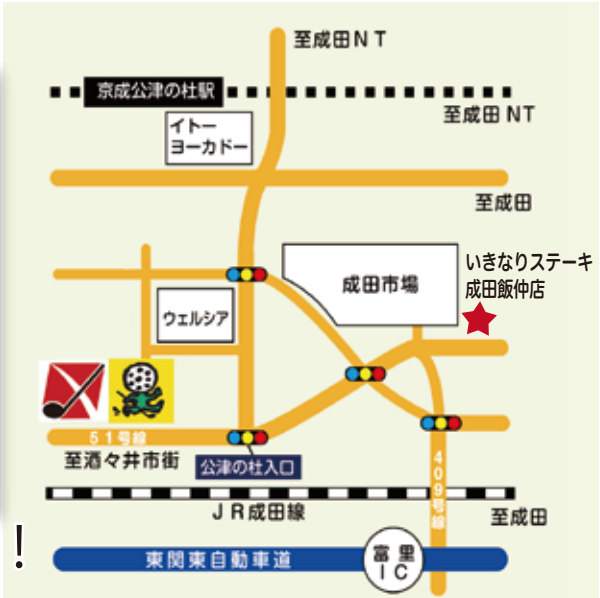 至成田ＮＴ
京成公津の杜駅
至成田 NT
イトー
ヨーカドー
至成田
いきなりステーキ
成田飯仲店
成田市場
ウェルシア
５１号線
至酒々井市街
公津の杜入口
４０９号線
ＪＲ成田線
至成田
!
東関東自動車道
富里
ＩＣ